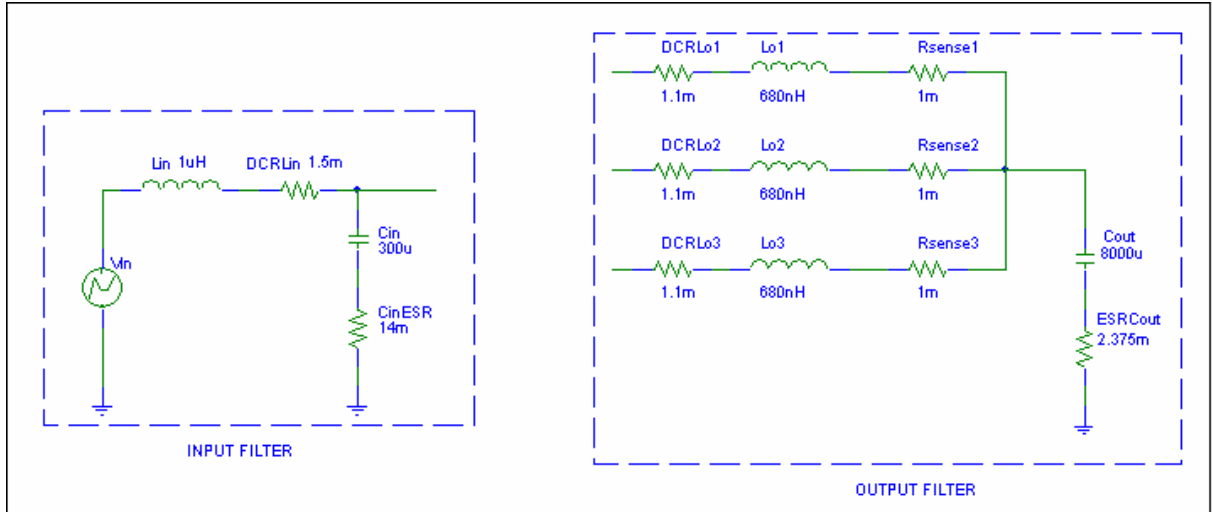 Lin 1uH
DCRLin 1.5m
Vin
Cin
300u
CinESR
14m
INPUT FILTER
DCRLo1 Lo1 Rsense1
1.1m 680nH 1m
DCRLo2 Lo2 Rsense2
1.1m 680nH 1m
DCRLo3 Lo3 Rsense3
1.1m 680nH 1m
Cout
8000u
ESRCout
2.375m
OUTPUT FILTER